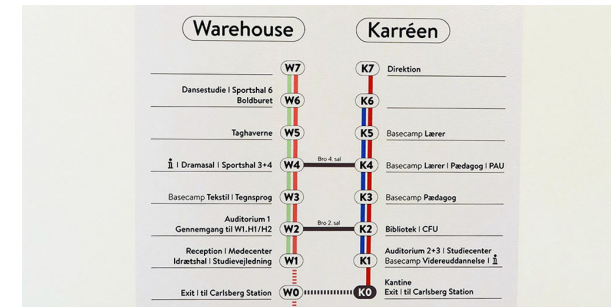 Warehouse
Karréen
W7
K7 Direktion
Dansestudie | Sportshal 6
Boldburet W6
K6
Taghaverne W5
K5 Basecamp Lærer
i | Dramasal | Sportshal 3+4 W4
Bro 4. sal
K4 Basecamp Lærer | Pædagog | PAU
Basecamp Tekstil | Tegnsprog W3
K3 Basecamp Pædagog
Auditorium 1
Gennemgang til W1.H1/H2 W2
Bro 2. sal
K2 Bibliotek | CFU
Reception | Mødecenter
Idrætshal | Studievejledning W1
Auditorium 2+3 | Studiecenter
K1 Basecamp Videreuddannelse | i
Exit | til Carlsberg Station W0
Kantine
K0 Exit | til Carlsberg Station